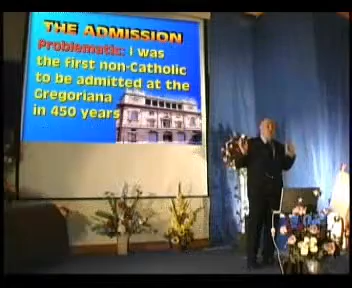 THE ADMISSION
Problematic: I was
the first non-Catholic
to be admitted at the
Gregoriana
in 450 years